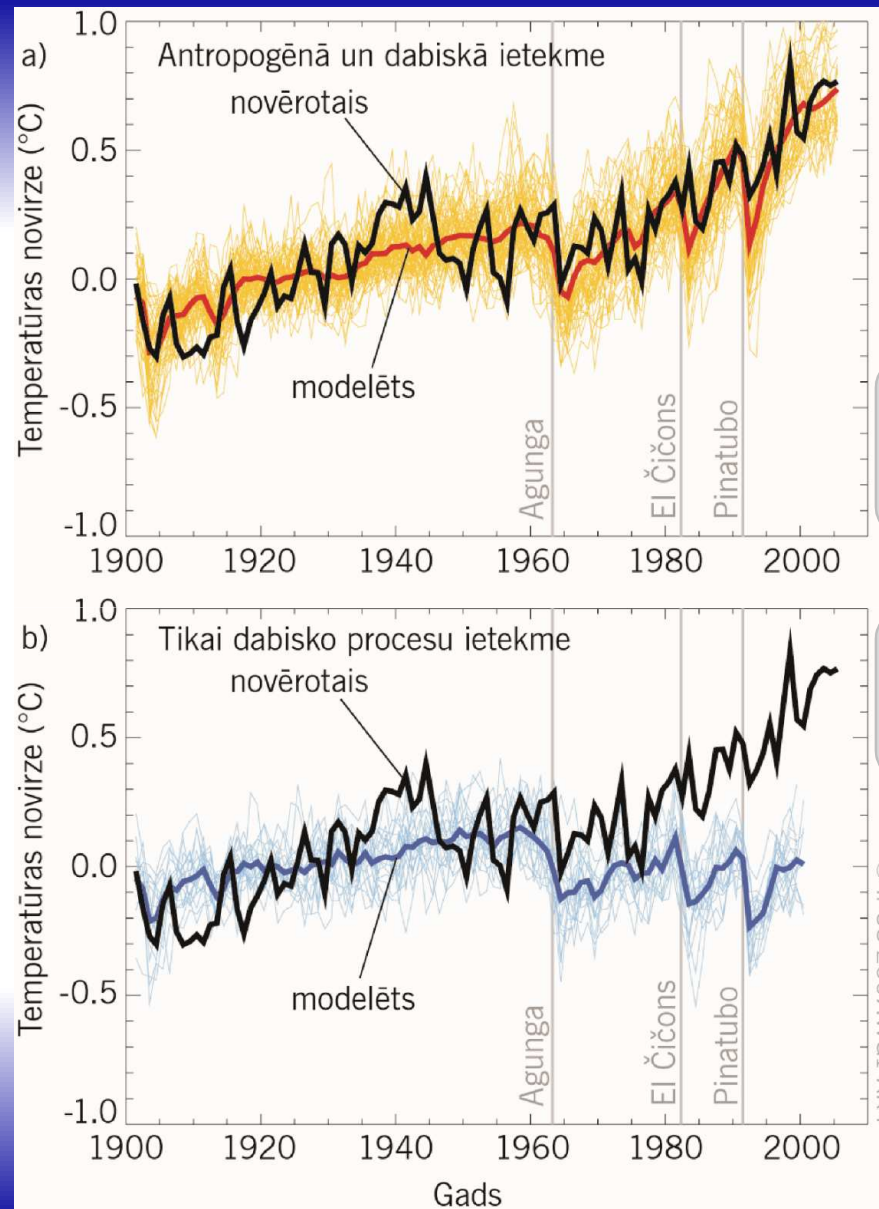 a)
Antropogēnā un dabiskā ietekme
novērotais
modelēts
Temperatūras novirze (°C)
1.0
0.5
0.0
-0.5
-1.0
Agunga
El Čičons
Pinatubo
1900 1920 1940 1960 1980 2000
b)
Tikai dabisko procesu ietekme
novērotais
modelēts
Temperatūras novirze (°C)
1.0
0.5
0.0
-0.5
-1.0
Agunga
El Čičons
Pinatubo
1900 1920 1940 1960 1980 2000
Gads